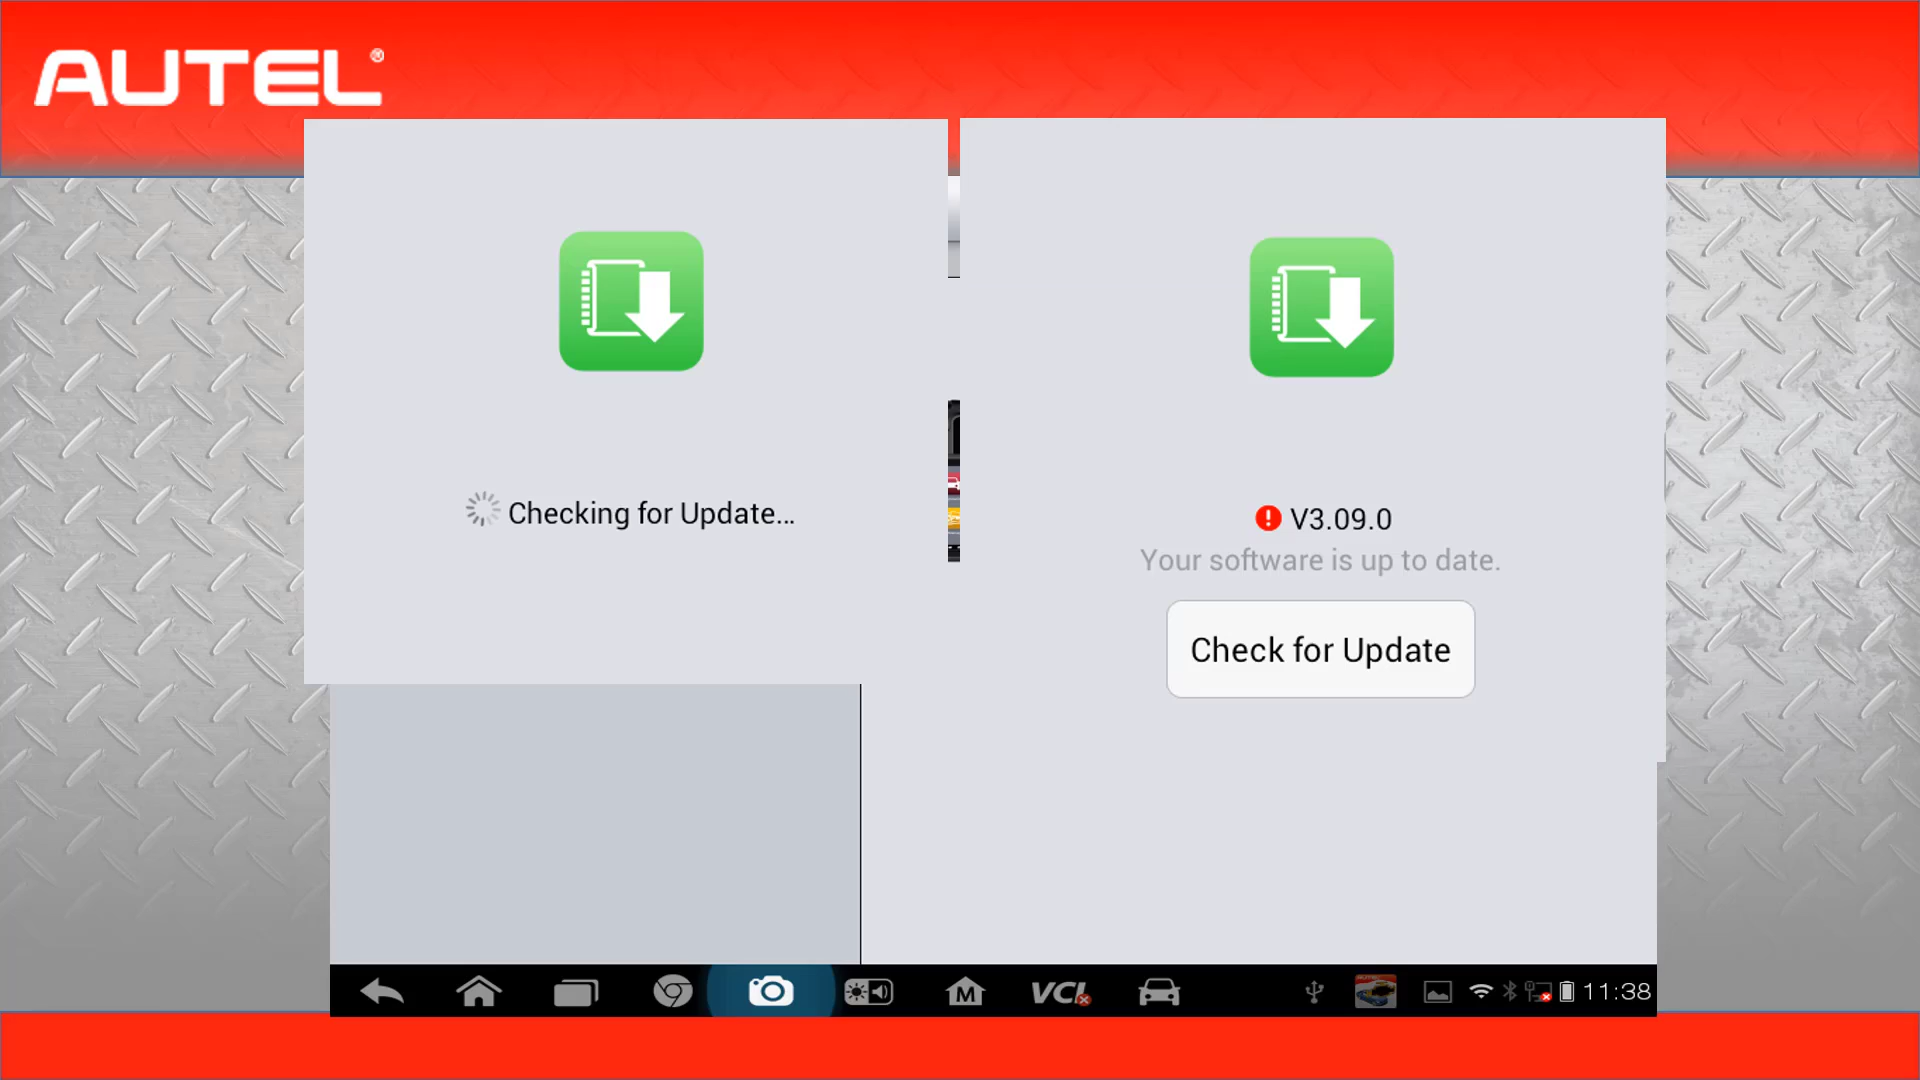 AUTEL®
Checking for Update...
V3.09.0
Your software is up to date.
Check for Update
M
VCI
11:38